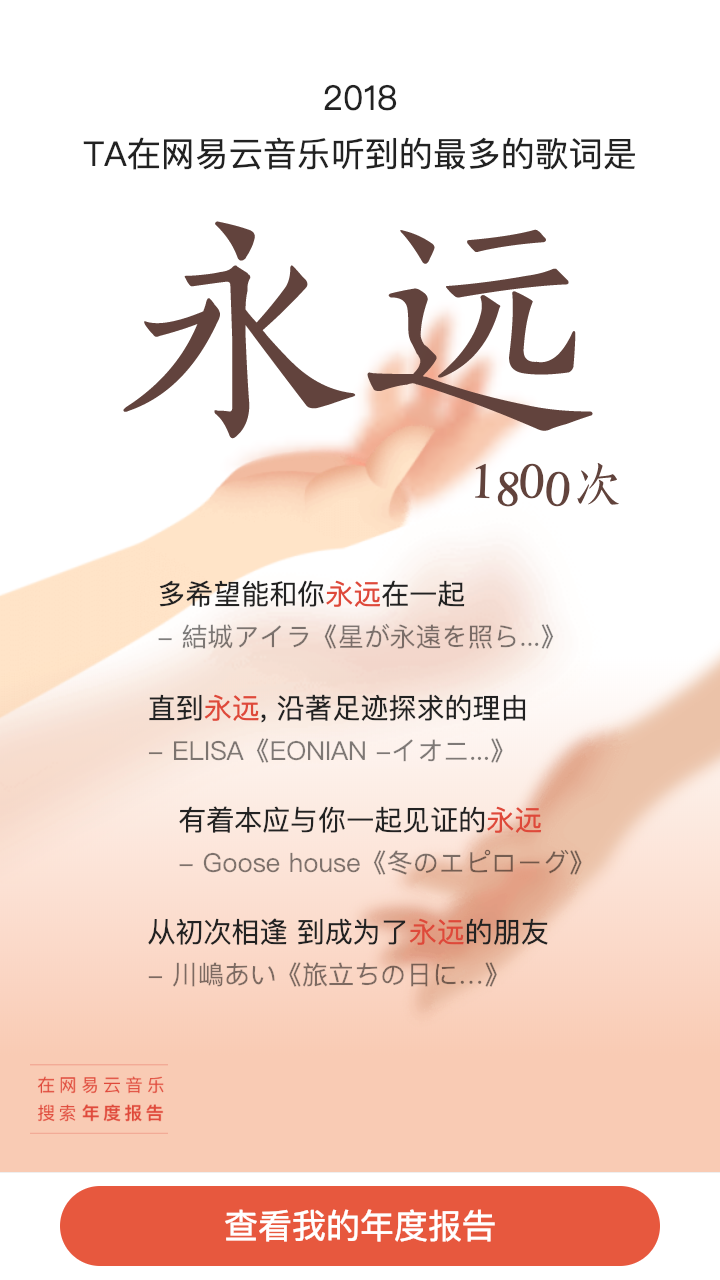 2018
TA在网易云音乐听到的最多的歌词是
永远
1800次
多希望能和你永远在一起
– 結城アイラ《星が永遠を照ら...》
直到永远, 沿著足迹探求的理由
– ELISA《EONIAN –イオニ...》
有着本应与你一起见证的永远
– Goose house《冬のエピローグ》
从初次相逢 到成为了永远的朋友
– 川嶋あい《旅立ちの日に…》
在网易云音乐
搜索年度报告
查看我的年度报告